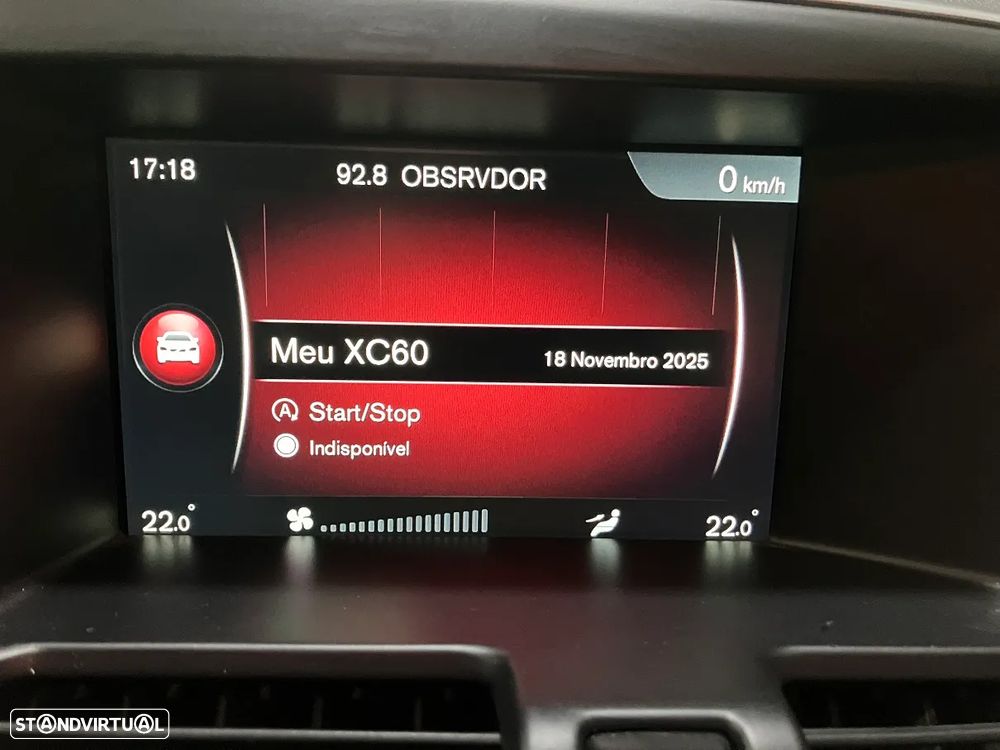 17:18
92.8 OBSRVDOR
0 km/h
Meu XC60
18 Novembro 2025
A Start/Stop
Indisponível
22.0°
22.0°
STANDVIRTUAL